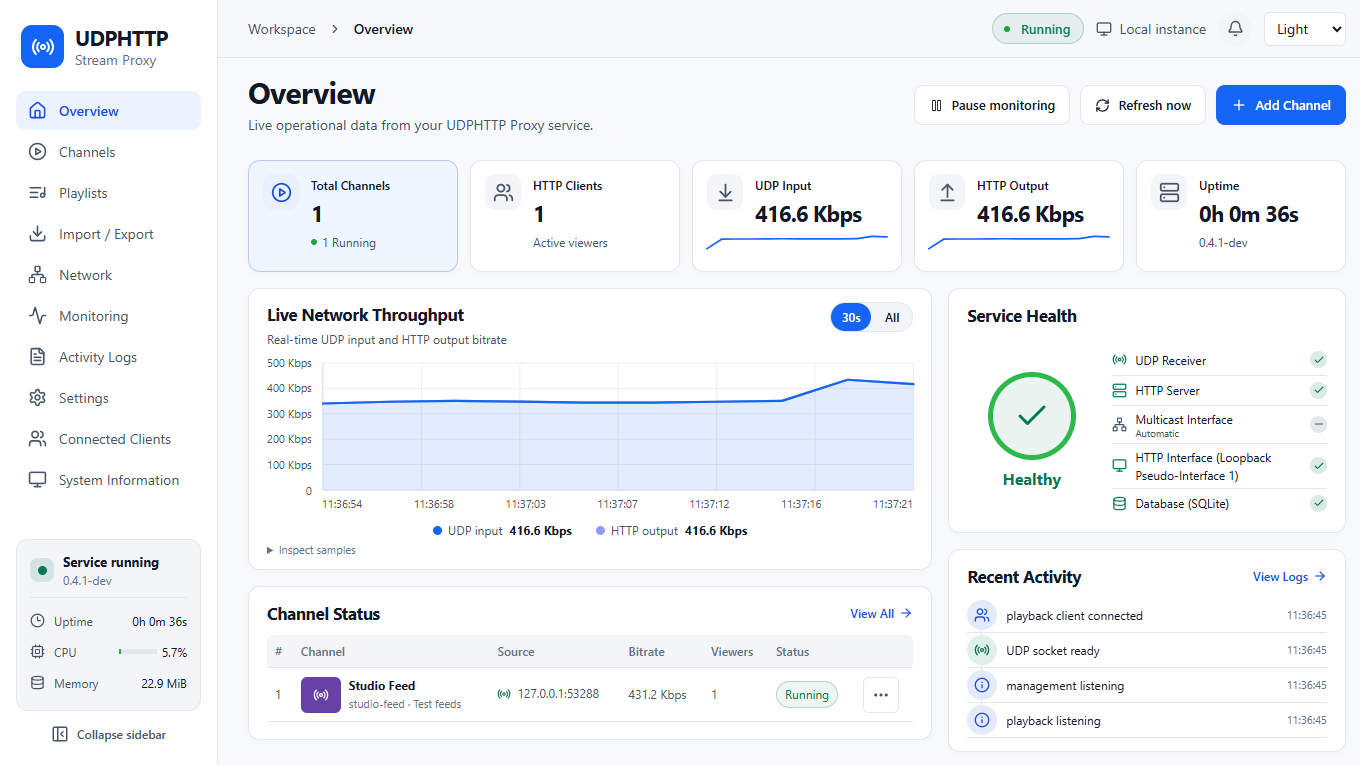 UDPHTTP
Stream Proxy
Overview
Channels
Playlists
Import / Export
Network
Monitoring
Activity Logs
Settings
Connected Clients
System Information
Service running
0.4.1-dev
Uptime 0h 0m 36s
CPU 5.7%
Memory 22.9 MiB
Collapse sidebar
Workspace > Overview
Running
Local instance
Light
Overview
Live operational data from your UDPHTTP Proxy service.
Pause monitoring
Refresh now
+ Add Channel
Total Channels
1
1 Running
HTTP Clients
1
Active viewers
UDP Input
416.6 Kbps
HTTP Output
416.6 Kbps
Uptime
0h 0m 36s
0.4.1-dev
Live Network Throughput
Real-time UDP input and HTTP output bitrate
30s All
500 Kbps
400 Kbps
300 Kbps
200 Kbps
100 Kbps
0
11:36:54 11:36:58 11:37:03 11:37:07 11:37:12 11:37:16 11:37:21
UDP input 416.6 Kbps HTTP output 416.6 Kbps
Inspect samples
Service Health
Healthy
UDP Receiver
HTTP Server
Multicast Interface
Automatic
HTTP Interface (Loopback
Pseudo-Interface 1)
Database (SQLite)
Channel Status
View All
# Channel Source Bitrate Viewers Status
1 Studio Feed 127.0.0.1:53288 431.2 Kbps 1 Running
studio-feed · Test feeds
Recent Activity
View Logs
playback client connected 11:36:45
UDP socket ready 11:36:45
management listening 11:36:45
playback listening 11:36:45